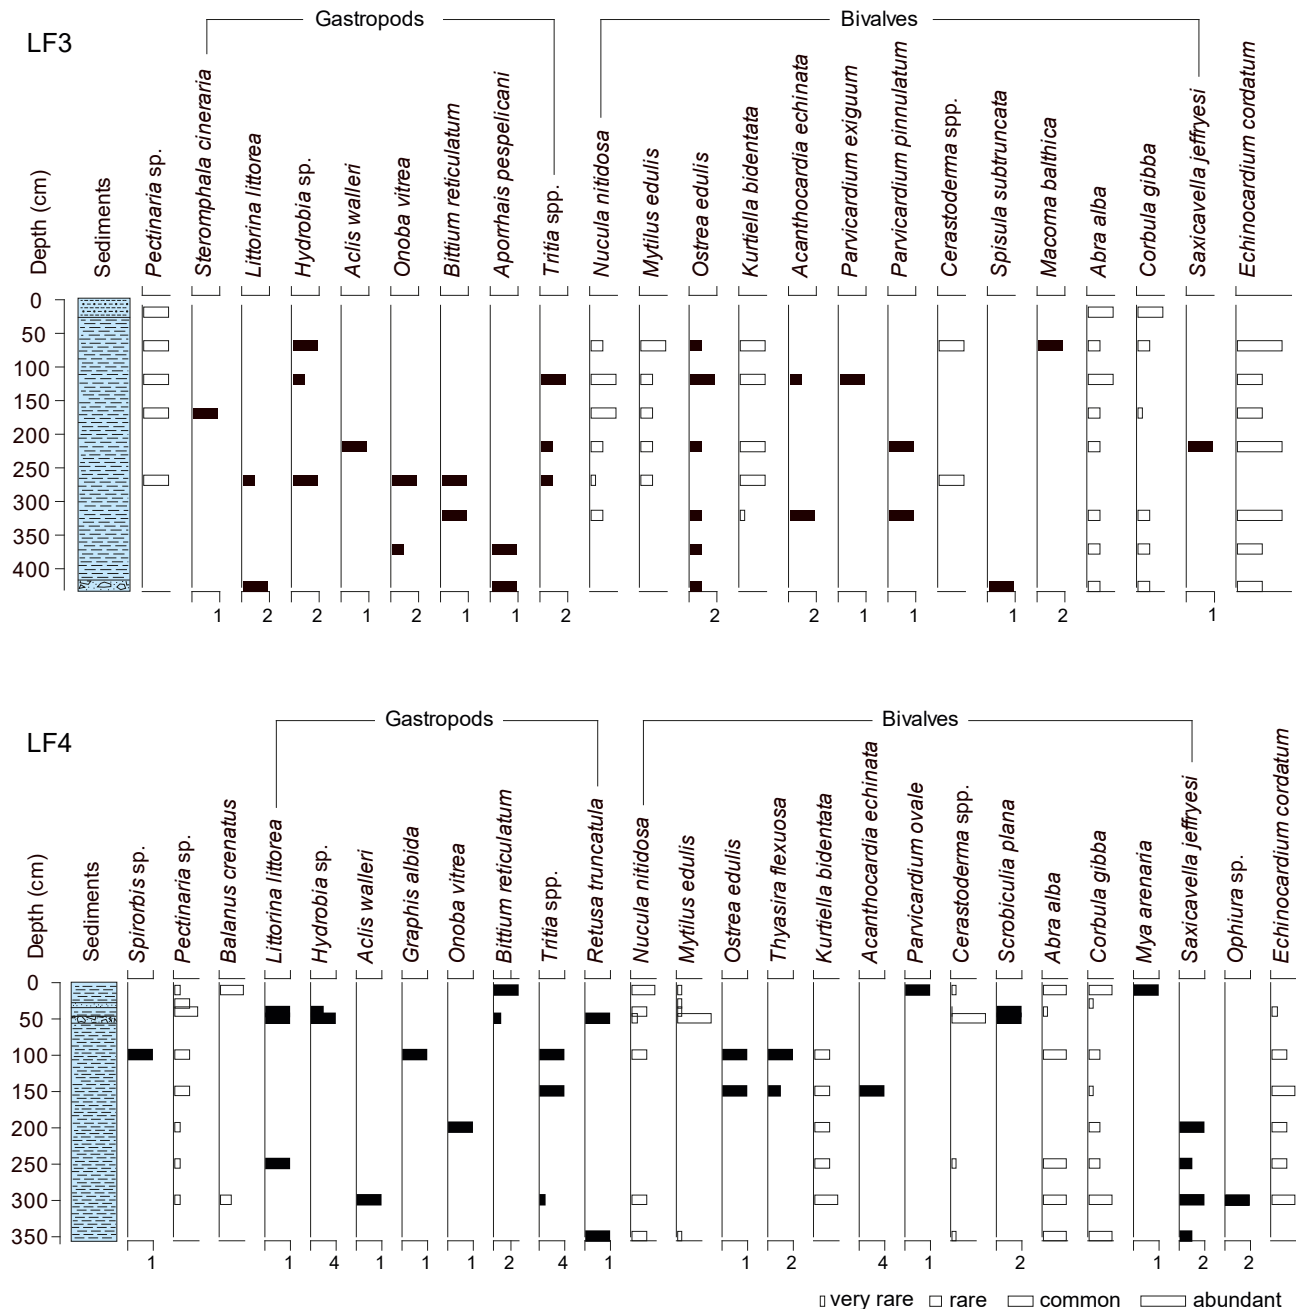 Gastropods
Bivalves
LF3
Depth (cm)
Sediments
Pectinaria sp.
Steromphala cineraria
Littorina littorea
Hydrobia sp.
Aclis walleri
Onoba vitrea
Bittium reticulatum
Aporrhais pespelicani
Tritia spp.
Nucula nitidosa
Mytilus edulis
Ostrea edulis
Kurtiella bidentata
Acanthocardia echinata
Parvicardium exiguum
Parvicardium pinnulatum
Cerastoderma spp.
Spisula subtruncata
Macoma balthica
Abra alba
Corbula gibba
Saxicavella jeffryesi
Echinocardium cordatum
0
50
100
150
200
250
300
350
400
1 2 2 1 2 1 1 2 2 2 1 1 2 1 2 1
LF4
Gastropods
Bivalves
Depth (cm)
Sediments
Spirorbis sp.
Pectinaria sp.
Balanus crenatus
Littorina littorea
Hydrobia sp.
Aclis walleri
Graphis albida
Onoba vitrea
Bittium reticulatum
Tritia spp.
Retusa truncatula
Nucula nitidosa
Mytilus edulis
Ostrea edulis
Thyasira flexuosa
Kurtiella bidentata
Acanthocardia echinata
Parvicardium ovale
Cerastoderma spp.
Scrobiculia plana
Abra alba
Corbula gibba
Mya arenaria
Saxicavella jeffryesi
Ophiura sp.
Echinocardium cordatum
0
50
100
150
200
250
300
350
1 1 4 1 1 1 2 4 1 1 2 4 1 2 1 2 2
very rare rare common abundant